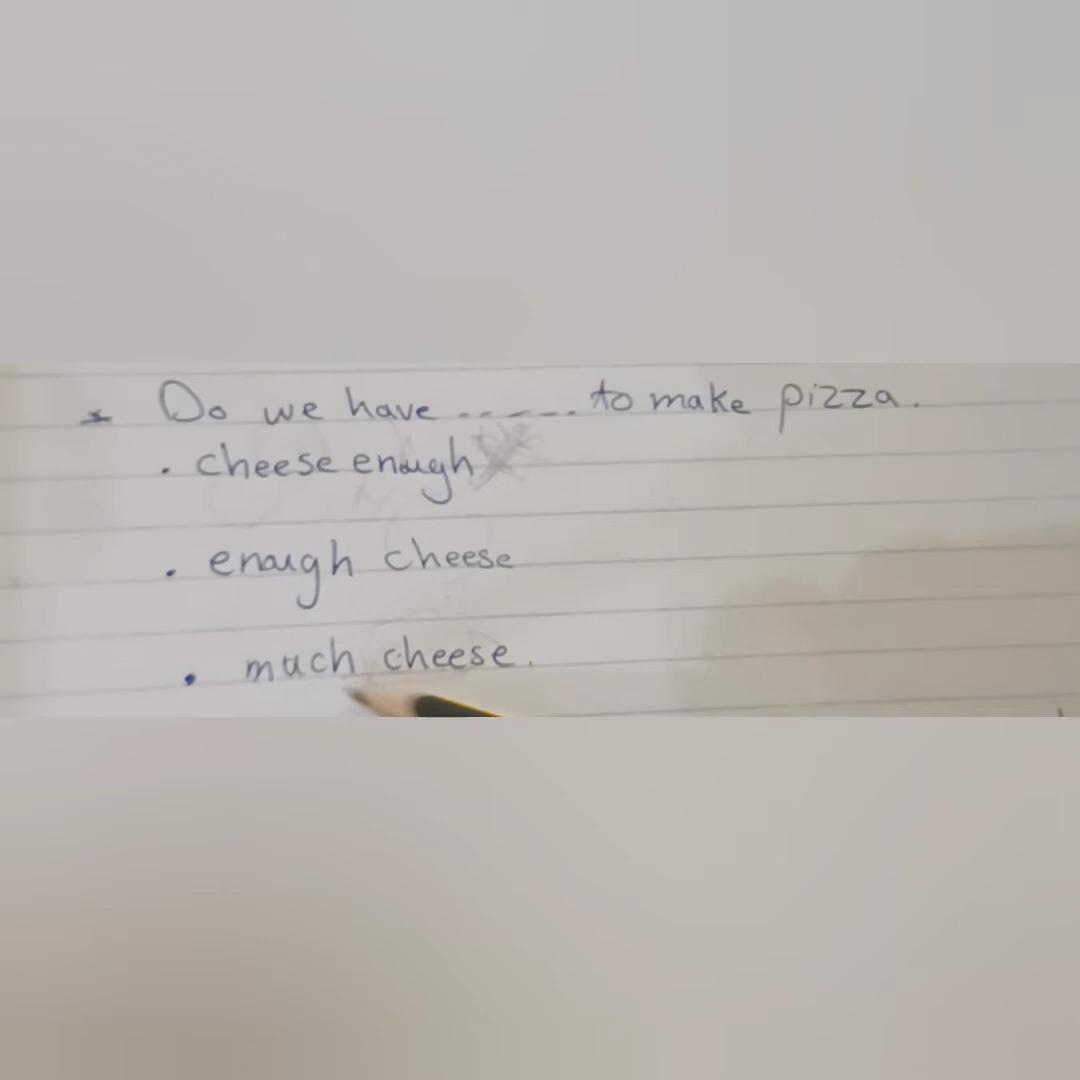 * Do we have ------ to make pizza.
. cheese enough
. enough cheese
. much cheese.